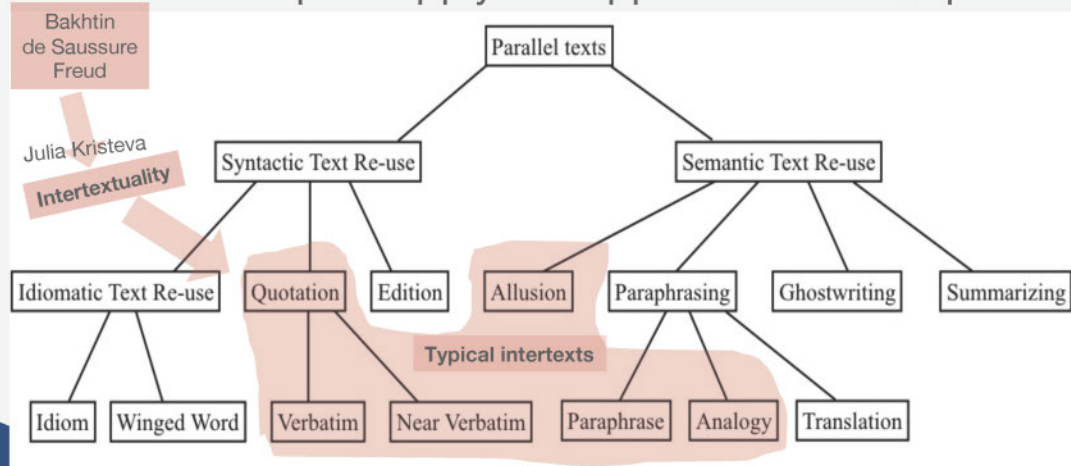 Bakhtin
de Saussure
Freud
Parallel texts
Julia Kristeva
Intertextuality
Syntactic Text Re-use
Semantic Text Re-use
Idiomatic Text Re-use
Quotation
Edition
Allusion
Paraphrasing
Ghostwriting
Summarizing
Typical intertexts
Idiom
Winged Word
Verbatim
Near Verbatim
Paraphrase
Analogy
Translation